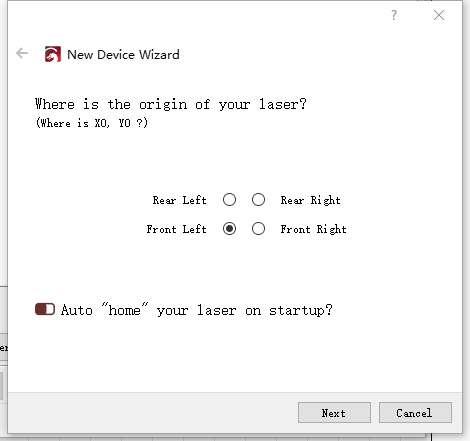 ?
New Device Wizard
Where is the origin of your laser?
(Where is X0, Y0 ?)
Rear Left
Rear Right
Front Left
Front Right
Auto "home" your laser on startup?
Next
Cancel